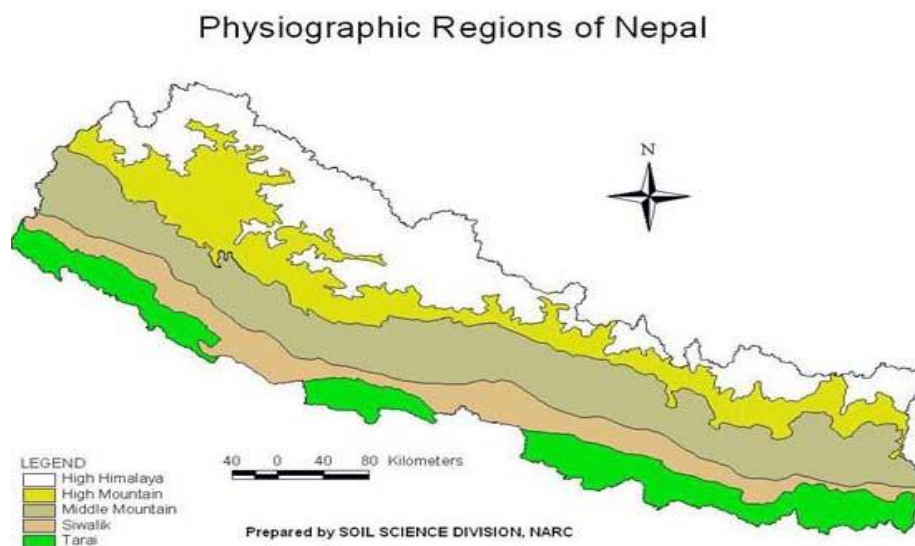 Physiographic Regions of Nepal
N
LEGEND
High Himalaya
High Mountain
Middle Mountain
Siwalik
Tarai
40 0 40 80 Kilometers
Prepared by SOIL SCIENCE DIVISION, NARC